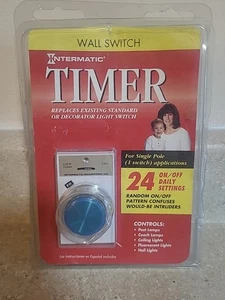 WALL SWITCH
INTERMATIC®
TIMER
REPLACES EXISTING STANDARD
OR DECORATOR LIGHT SWITCH
For Single Pole
(1 switch) applications
24 ON/OFF
DAILY
SETTINGS
RANDOM ON/OFF
PATTERN CONFUSES
WOULD-BE INTRUDERS
CONTROLS:
• Post Lamps
• Coach Lamps
• Ceiling Lights
• Fluorescent Lights
• Hall Lights